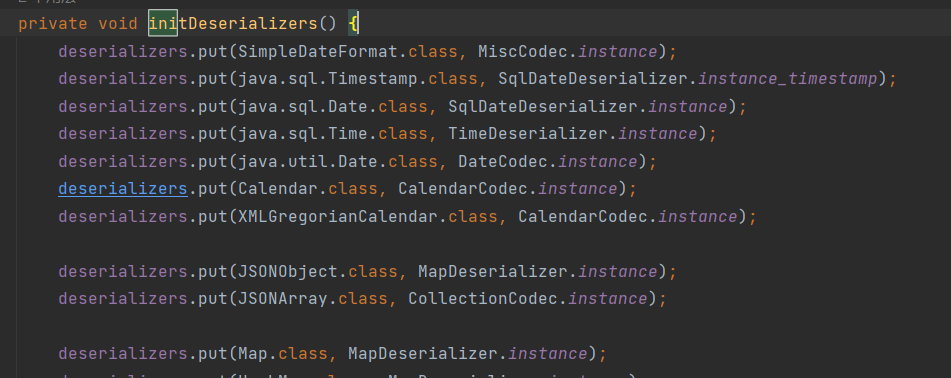 private void initDeserializers() {
deserializers.put(SimpleDateFormat.class, MiscCodec.instance);
deserializers.put(java.sql.Timestamp.class, SqlDateDeserializer.instance_timestamp);
deserializers.put(java.sql.Date.class, SqlDateDeserializer.instance);
deserializers.put(java.sql.Time.class, TimeDeserializer.instance);
deserializers.put(java.util.Date.class, DateCodec.instance);
deserializers.put(Calendar.class, CalendarCodec.instance);
deserializers.put(XMLGregorianCalendar.class, CalendarCodec.instance);
deserializers.put(JSONObject.class, MapDeserializer.instance);
deserializers.put(JSONArray.class, CollectionCodec.instance);
deserializers.put(Map.class, MapDeserializer.instance);